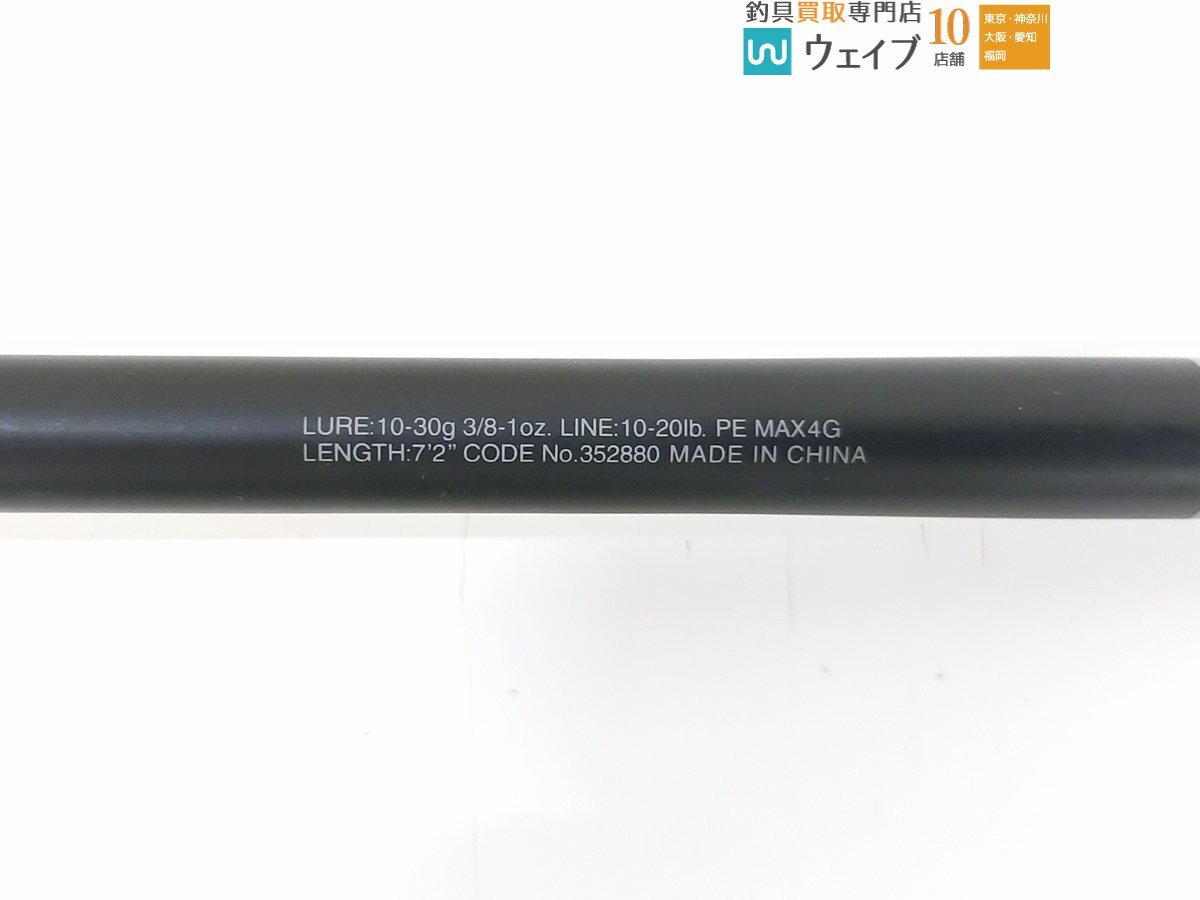 釣具買取専門店
ウェイブ
10
店舗
東京・神奈川
大阪・愛知
福岡
LURE:10-30g 3/8-1oz. LINE:10-20lb. PE MAX4G
LENGTH:7'2” CODE No.352880 MADE IN CHINA